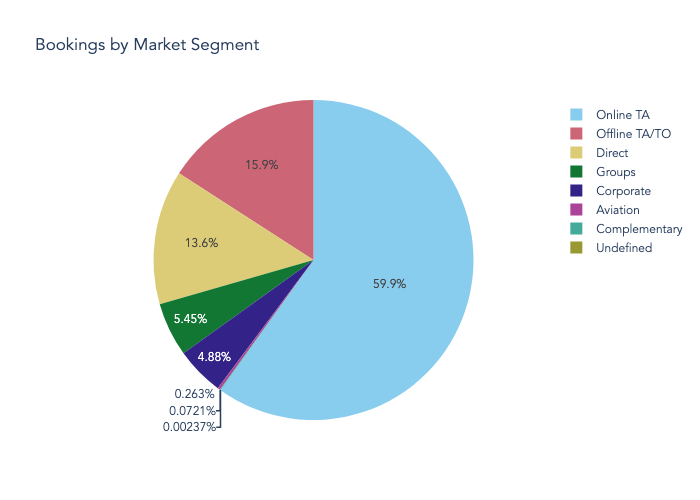 Bookings by Market Segment
Online TA
Offline TA/TO
Direct
Groups
Corporate
Aviation
Complementary
Undefined
15.9%
13.6%
59.9%
5.45%
4.88%
0.263%
0.0721%
0.00237%